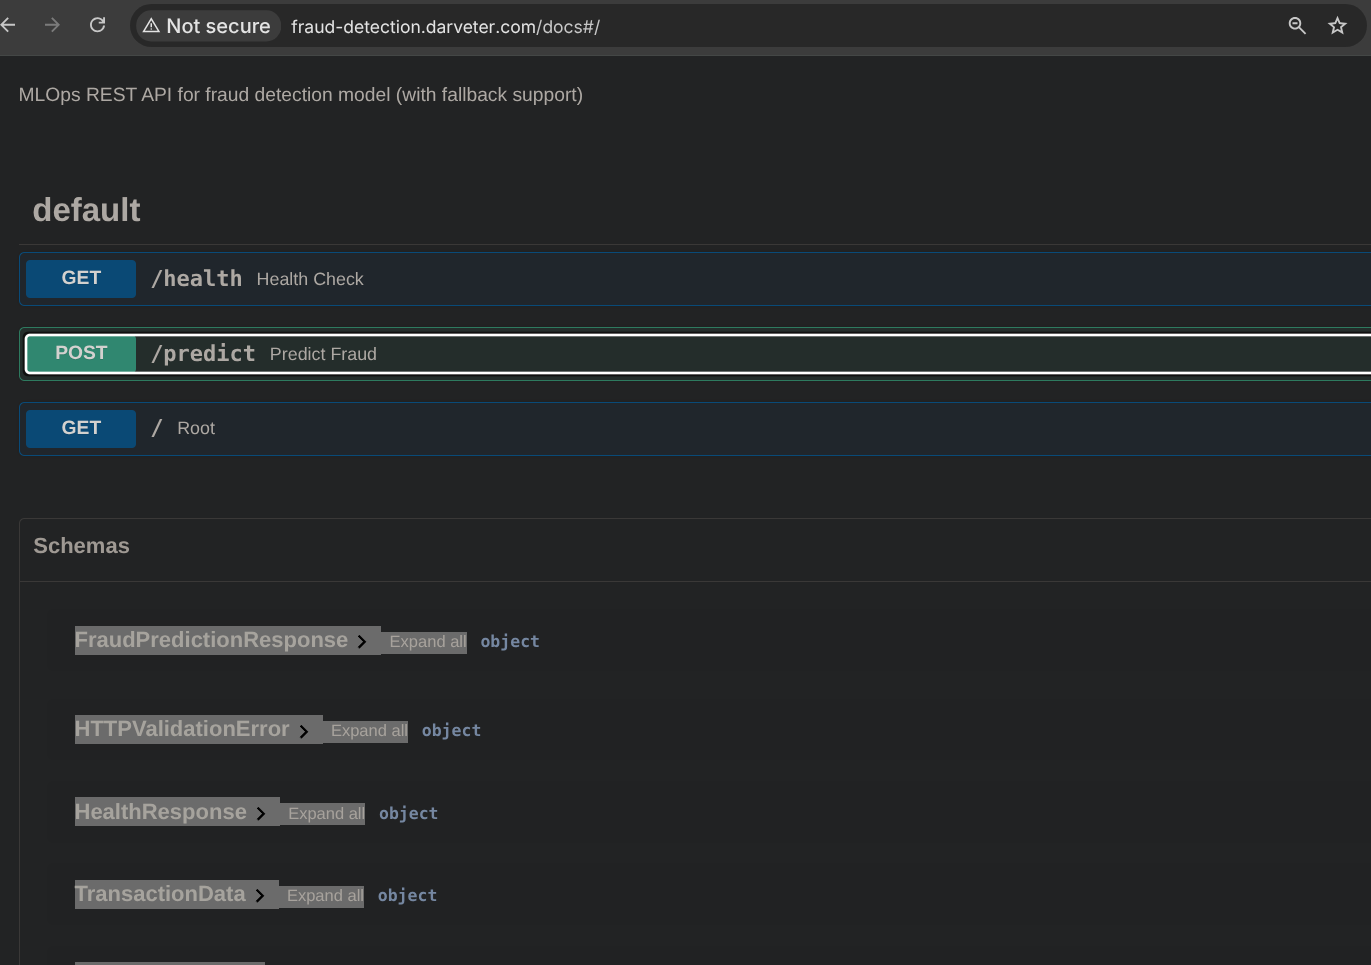 Not secure fraud-detection.darveter.com/docs#/
MLOps REST API for fraud detection model (with fallback support)
default
GET /health Health Check
POST /predict Predict Fraud
GET / Root
Schemas
FraudPredictionResponse Expand all object
HTTPValidationError Expand all object
HealthResponse Expand all object
TransactionData Expand all object